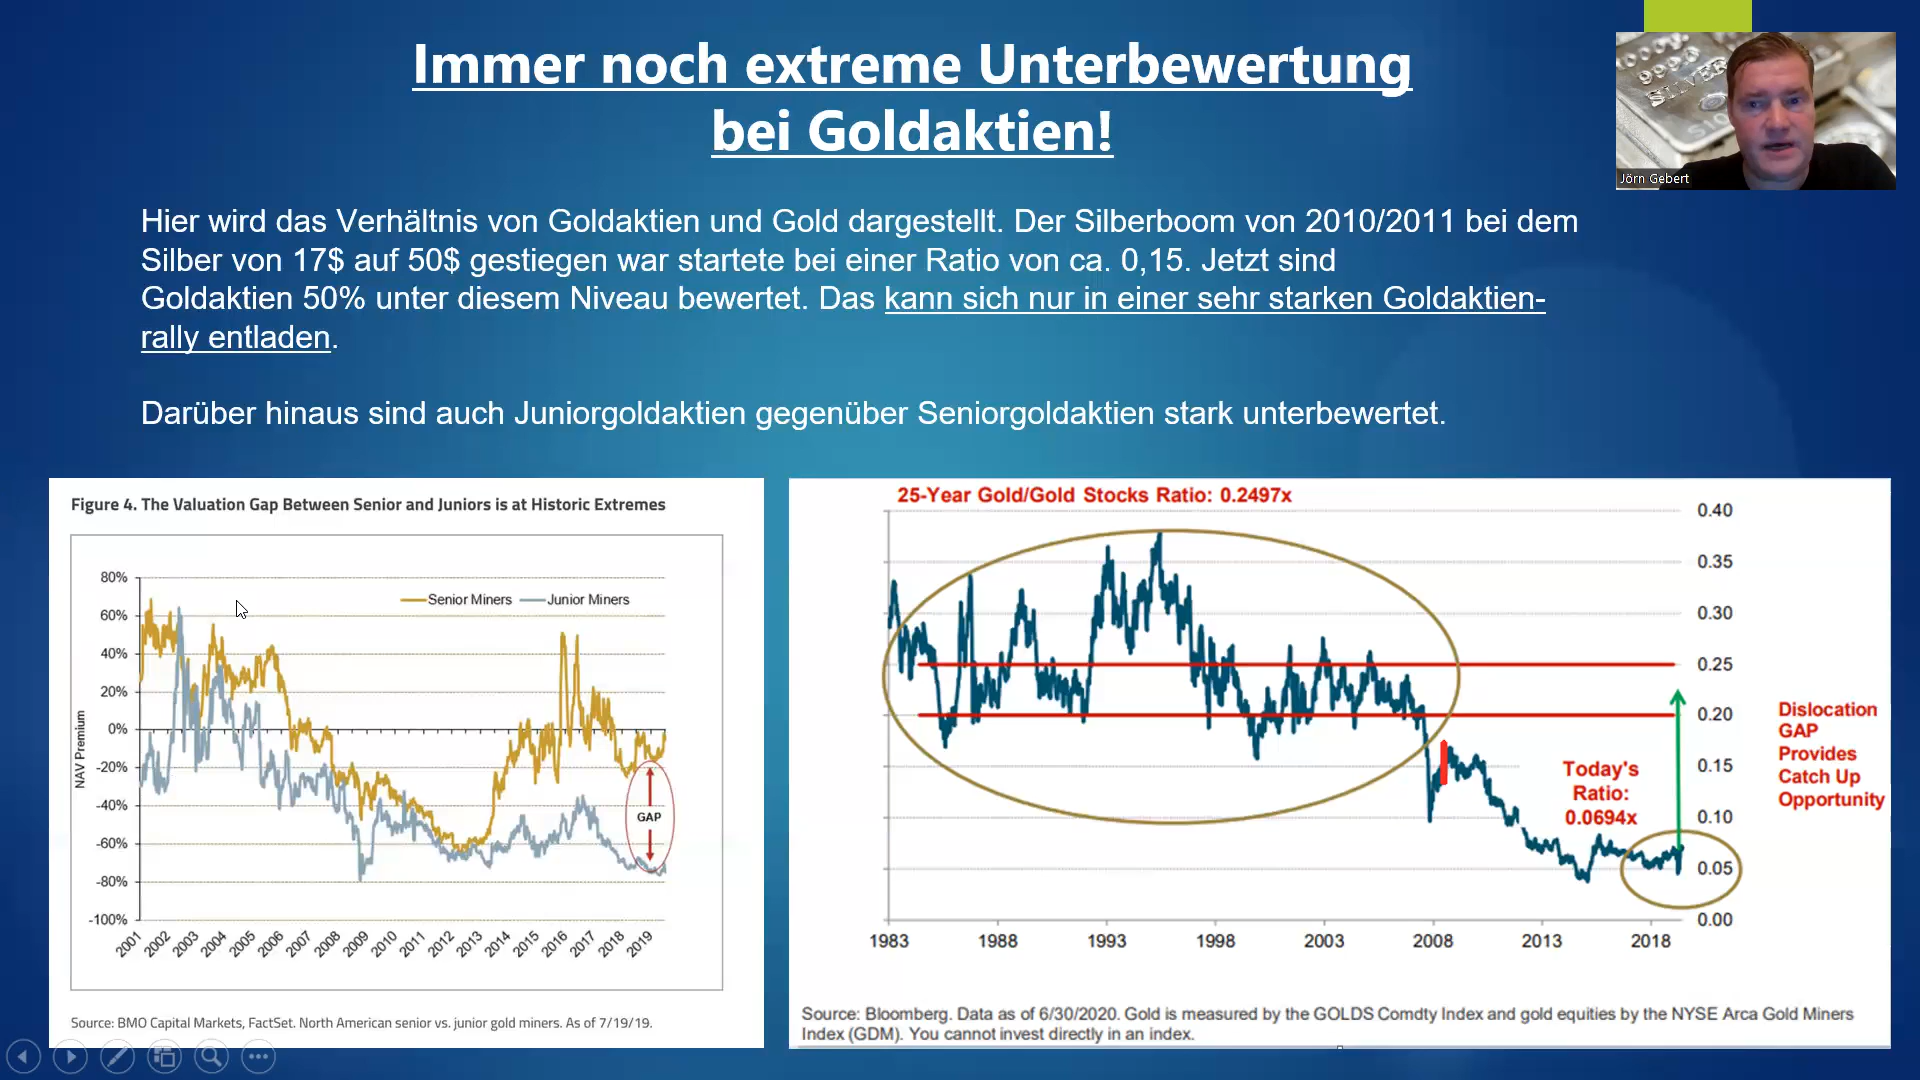 Immer noch extreme Unterbewertung
bei Goldaktien!
Jörn Gebert
Hier wird das Verhältnis von Goldaktien und Gold dargestellt. Der Silberboom von 2010/2011 bei dem
Silber von 17$ auf 50$ gestiegen war startete bei einer Ratio von ca. 0,15. Jetzt sind
Goldaktien 50% unter diesem Niveau bewertet. Das kann sich nur in einer sehr starken Goldaktien-
rally entladen.
Darüber hinaus sind auch Juniorgoldaktien gegenüber Seniorgoldaktien stark unterbewertet.
Figure 4. The Valuation Gap Between Senior and Juniors is at Historic Extremes
Senior Miners
Junior Miners
NAV Premium
80%
60%
40%
20%
0%
-20%
-40%
-60%
-80%
-100%
GAP
2001 2002 2003 2004 2005 2006 2007 2008 2009 2010 2011 2012 2013 2014 2015 2016 2017 2018 2019
Source: BMO Capital Markets, FactSet. North American senior vs. junior gold miners. As of 7/19/19.
25-Year Gold/Gold Stocks Ratio: 0.2497x
0.40
0.35
0.30
0.25
0.20
0.15
0.10
0.05
0.00
Today's
Ratio:
0.0694x
Dislocation
GAP
Provides
Catch Up
Opportunity
1983 1988 1993 1998 2003 2008 2013 2018
Source: Bloomberg. Data as of 6/30/2020. Gold is measured by the GOLDS Comdty Index and gold equities by the NYSE Arca Gold Miners
Index (GDM). You cannot invest directly in an index.